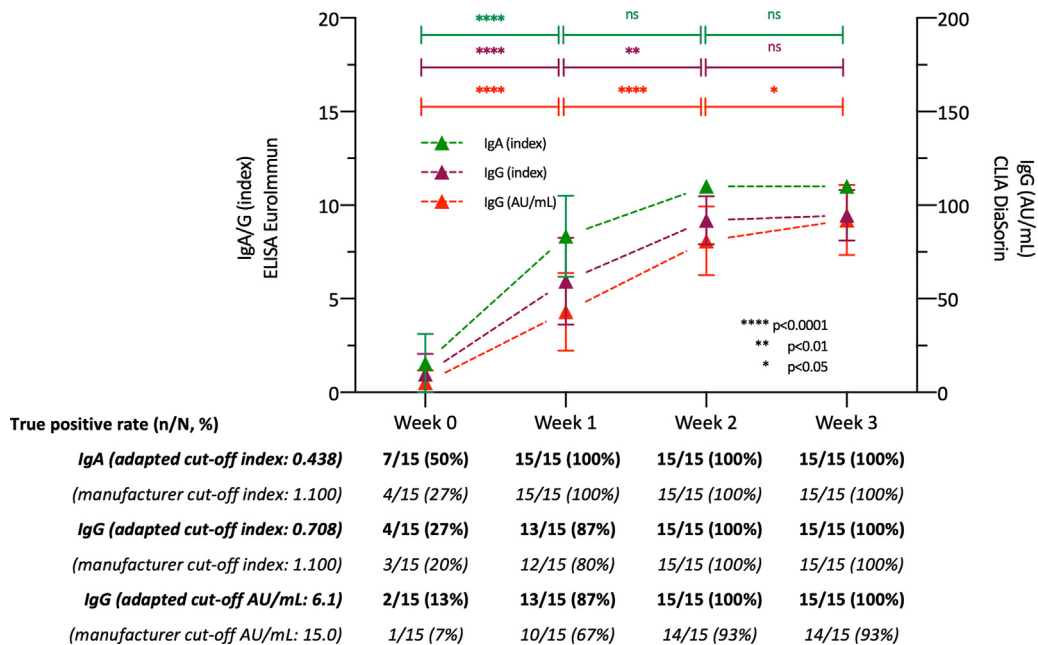 20
**** ns ns
200
**** ** ns
15
**** **** *
150
IgA (index)
IgG (index)
IgG (AU/mL)
IgA/G (index)
ELISA EuroImmun
IgG (AU/mL)
CLIA DiaSorin
10
100
5
50
**** p<0.0001
** p<0.01
* p<0.05
0
0
True positive rate (n/N, %) Week 0 Week 1 Week 2 Week 3
IgA (adapted cut-off index: 0.438) 7/15 (50%) 15/15 (100%) 15/15 (100%) 15/15 (100%)
(manufacturer cut-off index: 1.100) 4/15 (27%) 15/15 (100%) 15/15 (100%) 15/15 (100%)
IgG (adapted cut-off index: 0.708) 4/15 (27%) 13/15 (87%) 15/15 (100%) 15/15 (100%)
(manufacturer cut-off index: 1.100) 3/15 (20%) 12/15 (80%) 15/15 (100%) 15/15 (100%)
IgG (adapted cut-off AU/mL: 6.1) 2/15 (13%) 13/15 (87%) 15/15 (100%) 15/15 (100%)
(manufacturer cut-off AU/mL: 15.0) 1/15 (7%) 10/15 (67%) 14/15 (93%) 14/15 (93%)